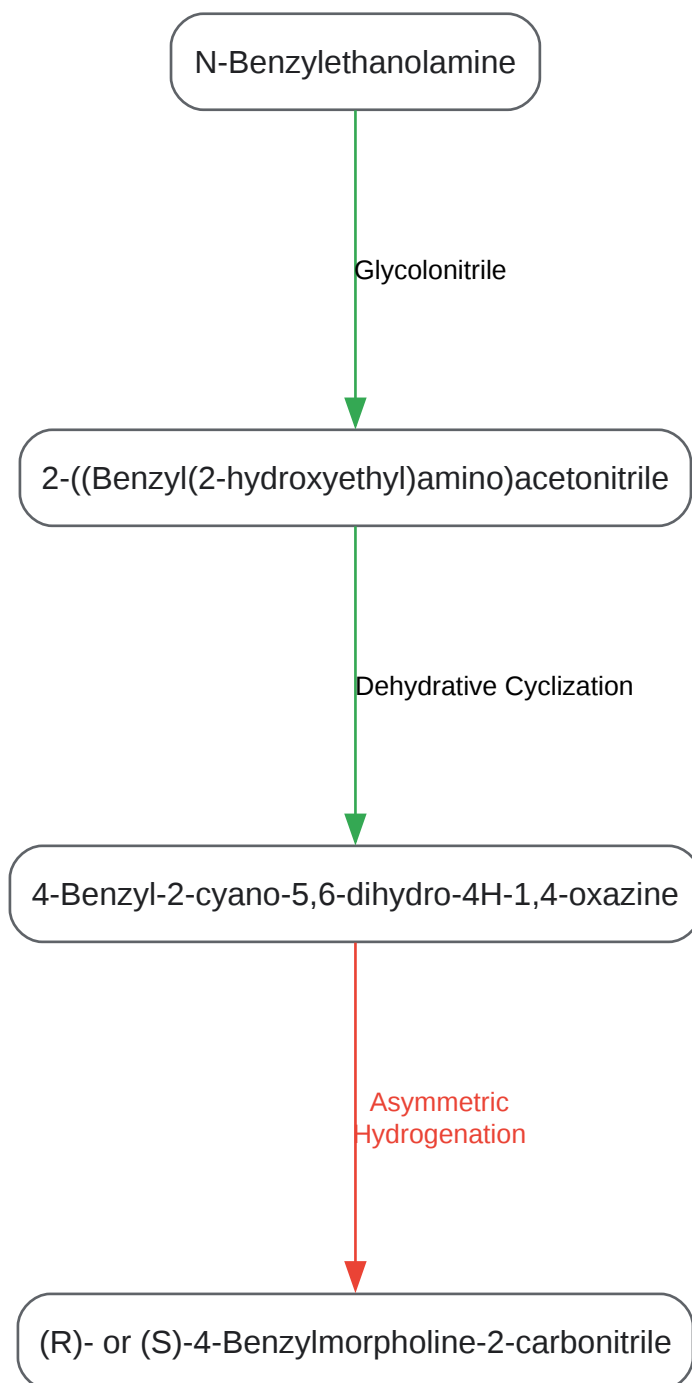 N-Benzylethanolamine
Glycolonitrile
2-((Benzyl(2-hydroxyethyl)amino)acetonitrile
Dehydrative Cyclization
4-Benzyl-2-cyano-5,6-dihydro-4H-1,4-oxazine
Asymmetric
Hydrogenation
(R)- or (S)-4-Benzylmorpholine-2-carbonitrile